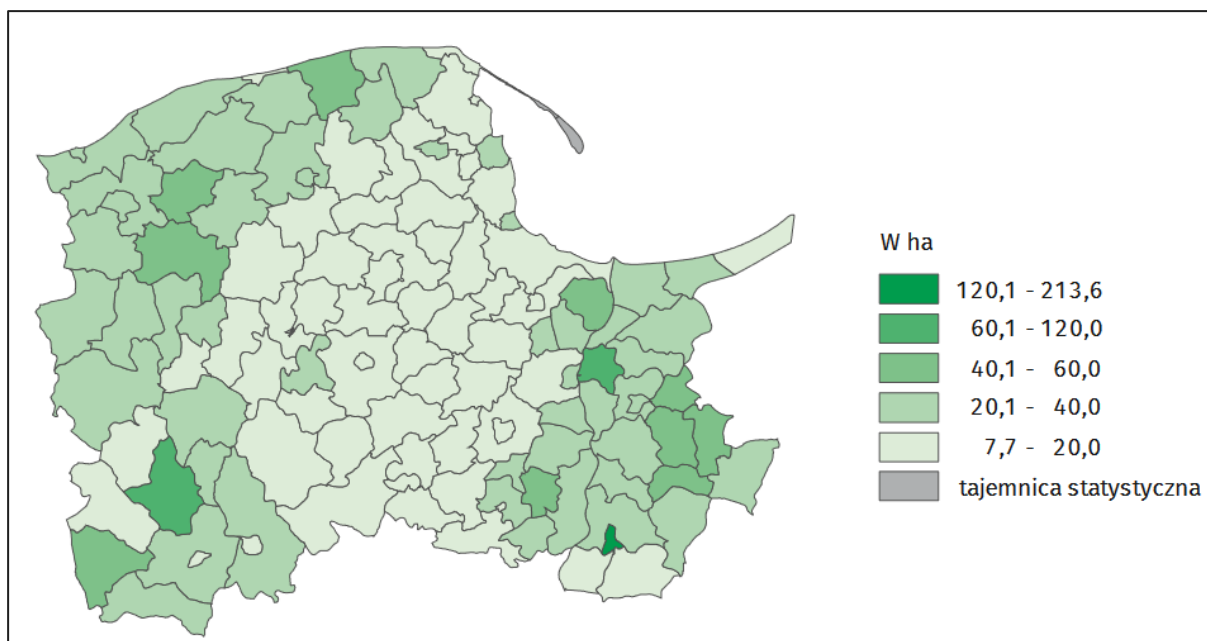 W ha
120,1 - 213,6
60,1 - 120,0
40,1 - 60,0
20,1 - 40,0
7,7 - 20,0
tajemnica statystyczna